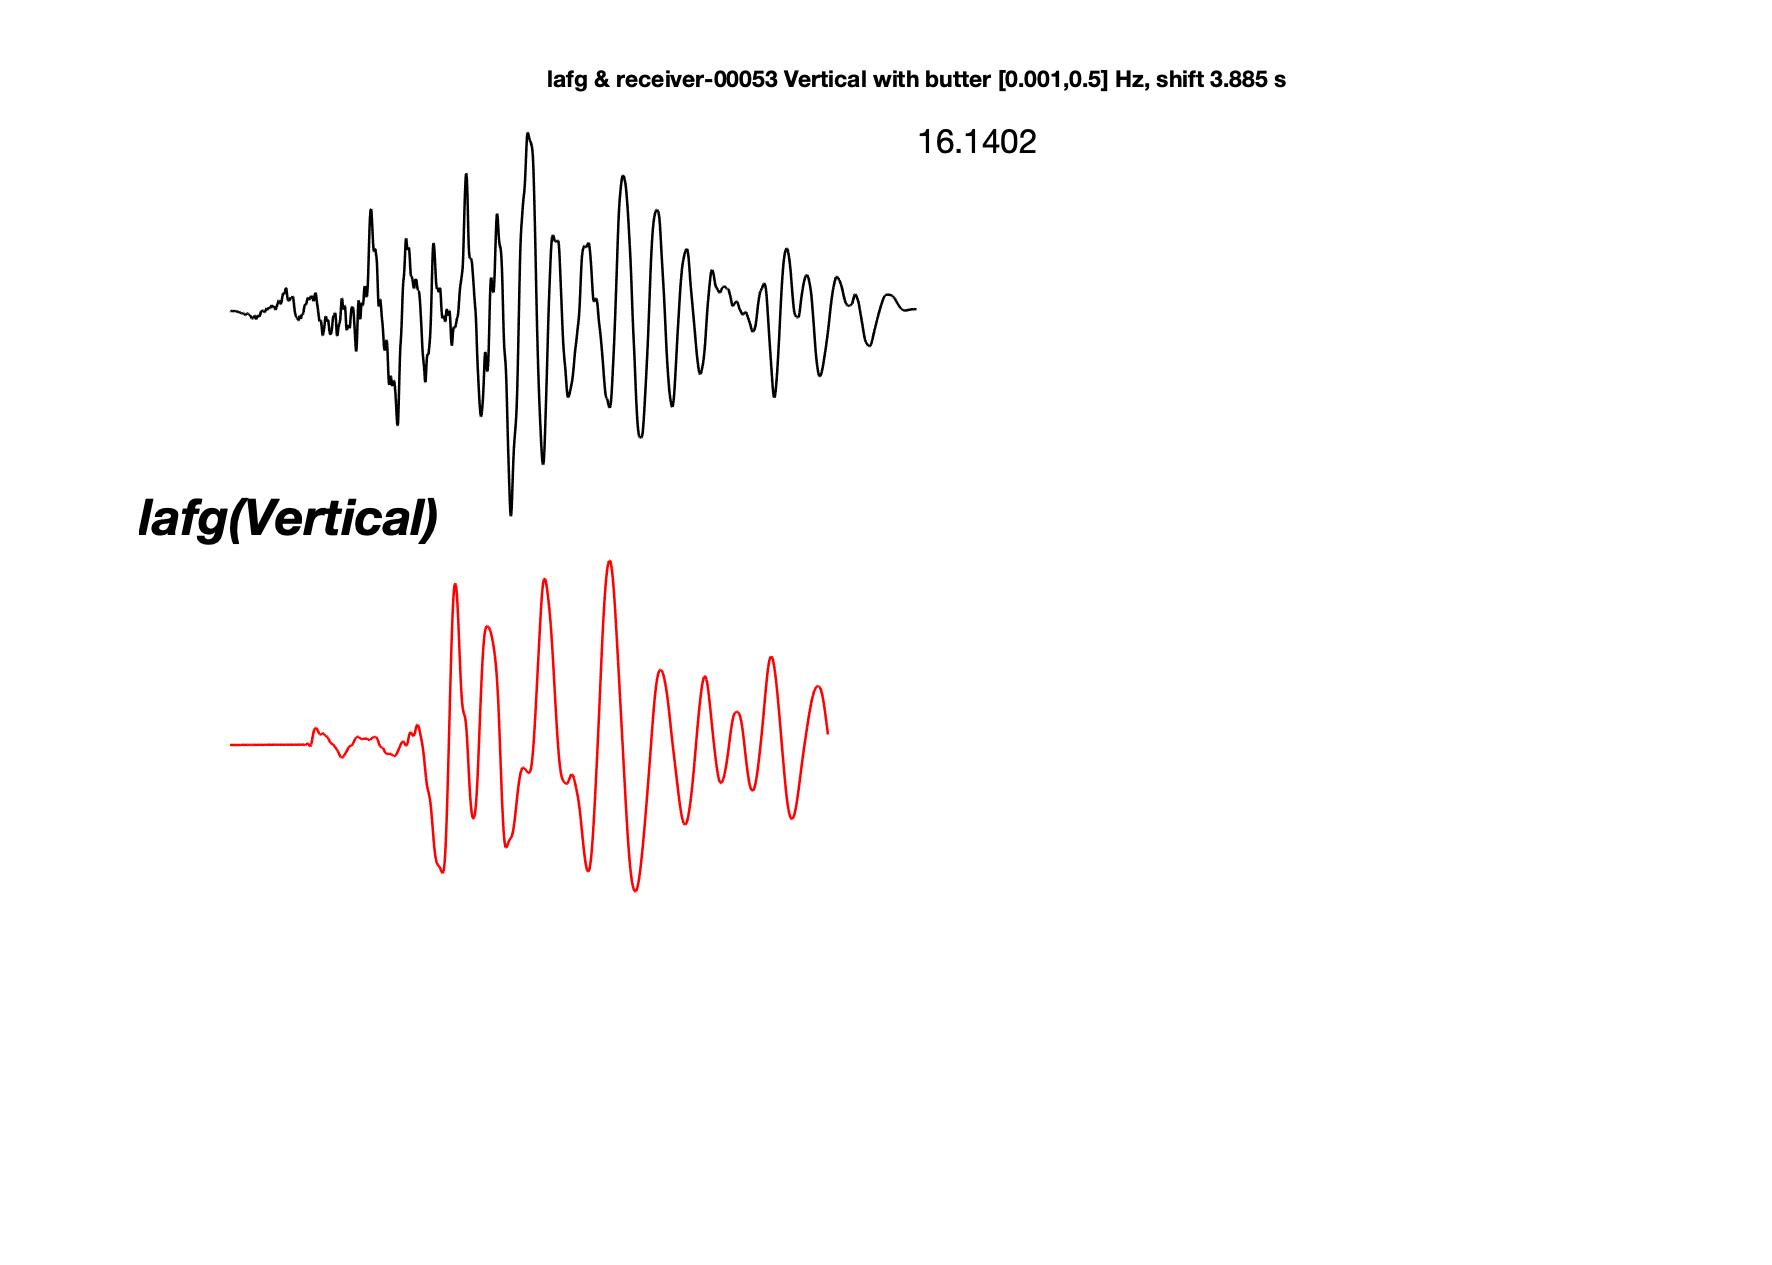 lafg & receiver-00053 Vertical with butter [0.001,0.5] Hz, shift 3.885 s
16.1402
lafg(Vertical)